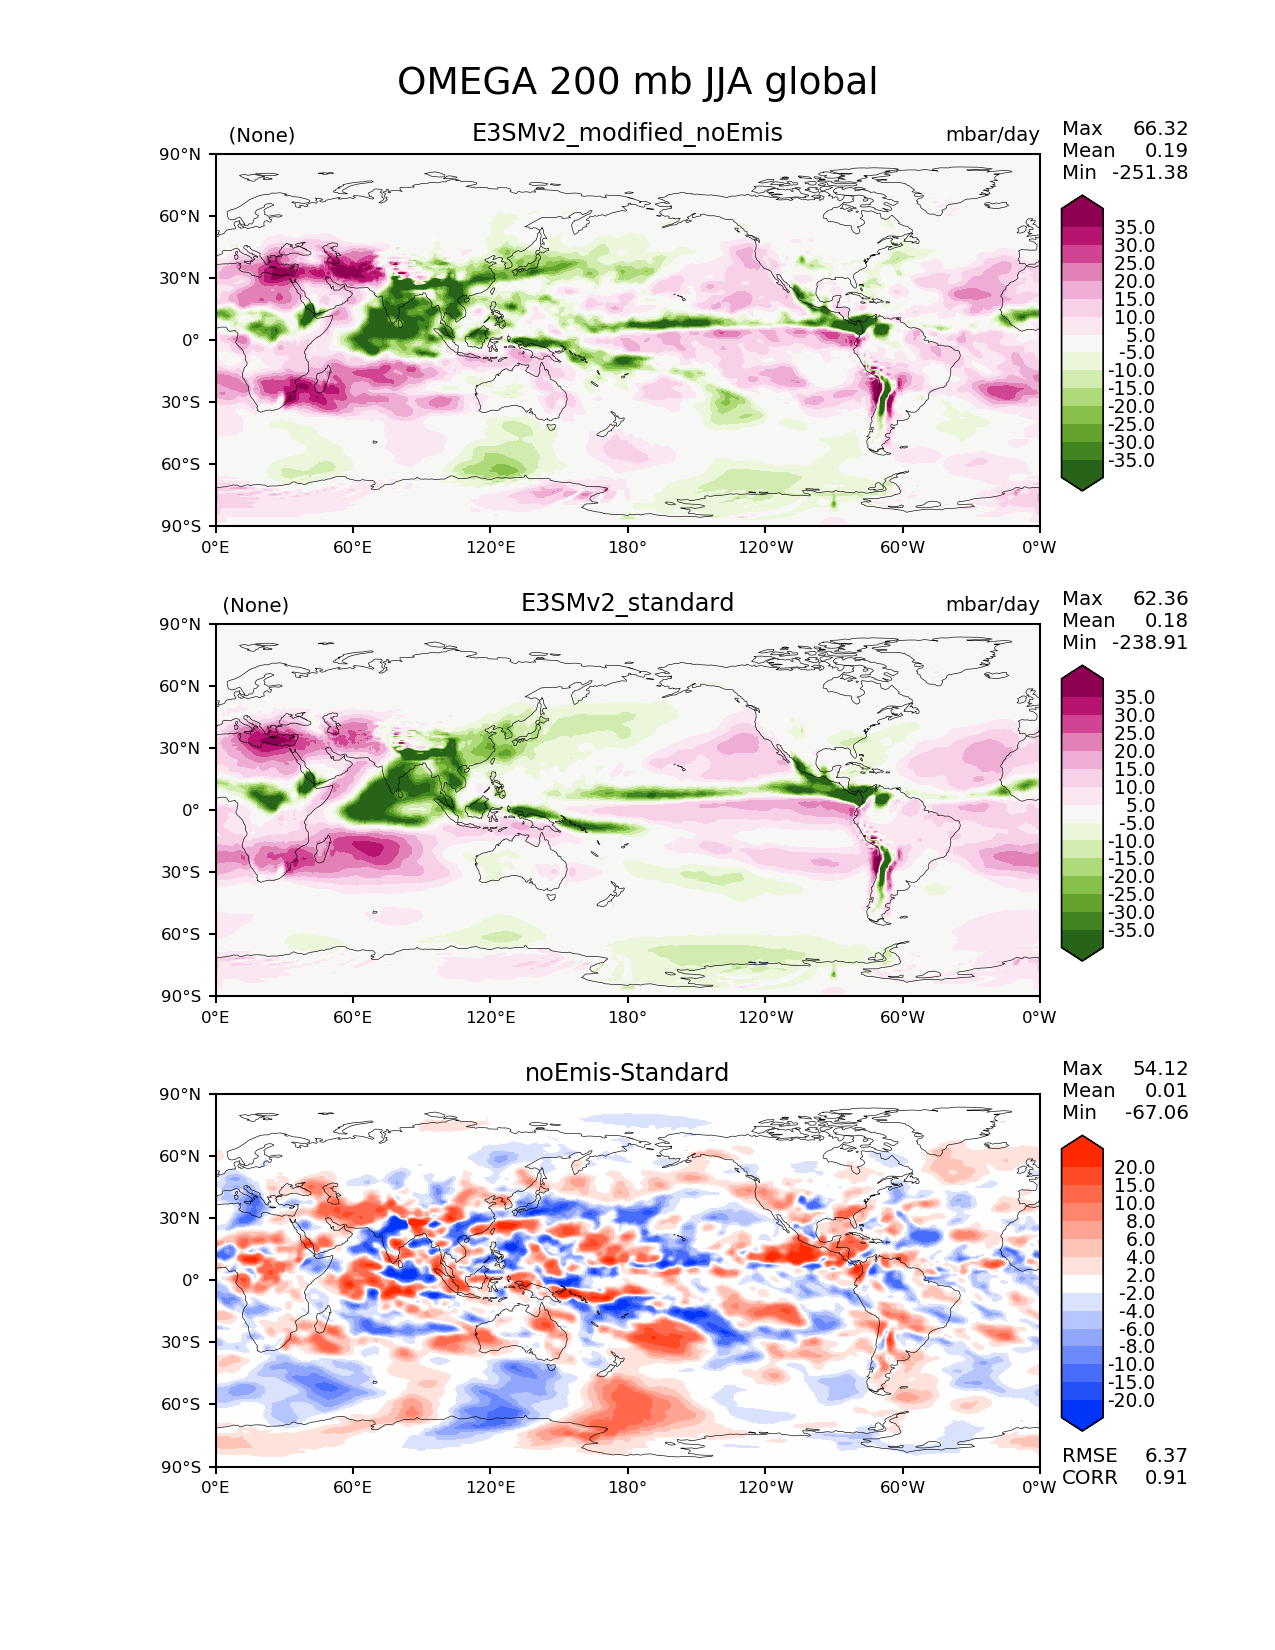 OMEGA 200 mb JJA global
(None) E3SMv2_modified_noEmis mbar/day
Max 66.32
Mean 0.19
Min -251.38
90°N
60°N
30°N
0°
30°S
60°S
90°S
0°E 60°E 120°E 180° 120°W 60°W 0°W
35.0
30.0
25.0
20.0
15.0
10.0
5.0
-5.0
-10.0
-15.0
-20.0
-25.0
-30.0
-35.0
(None) E3SMv2_standard mbar/day
Max 62.36
Mean 0.18
Min -238.91
90°N
60°N
30°N
0°
30°S
60°S
90°S
0°E 60°E 120°E 180° 120°W 60°W 0°W
35.0
30.0
25.0
20.0
15.0
10.0
5.0
-5.0
-10.0
-15.0
-20.0
-25.0
-30.0
-35.0
noEmis-Standard
Max 54.12
Mean 0.01
Min -67.06
90°N
60°N
30°N
0°
30°S
60°S
90°S
0°E 60°E 120°E 180° 120°W 60°W 0°W
20.0
15.0
10.0
8.0
6.0
4.0
2.0
-2.0
-4.0
-6.0
-8.0
-10.0
-15.0
-20.0
RMSE 6.37
CORR 0.91